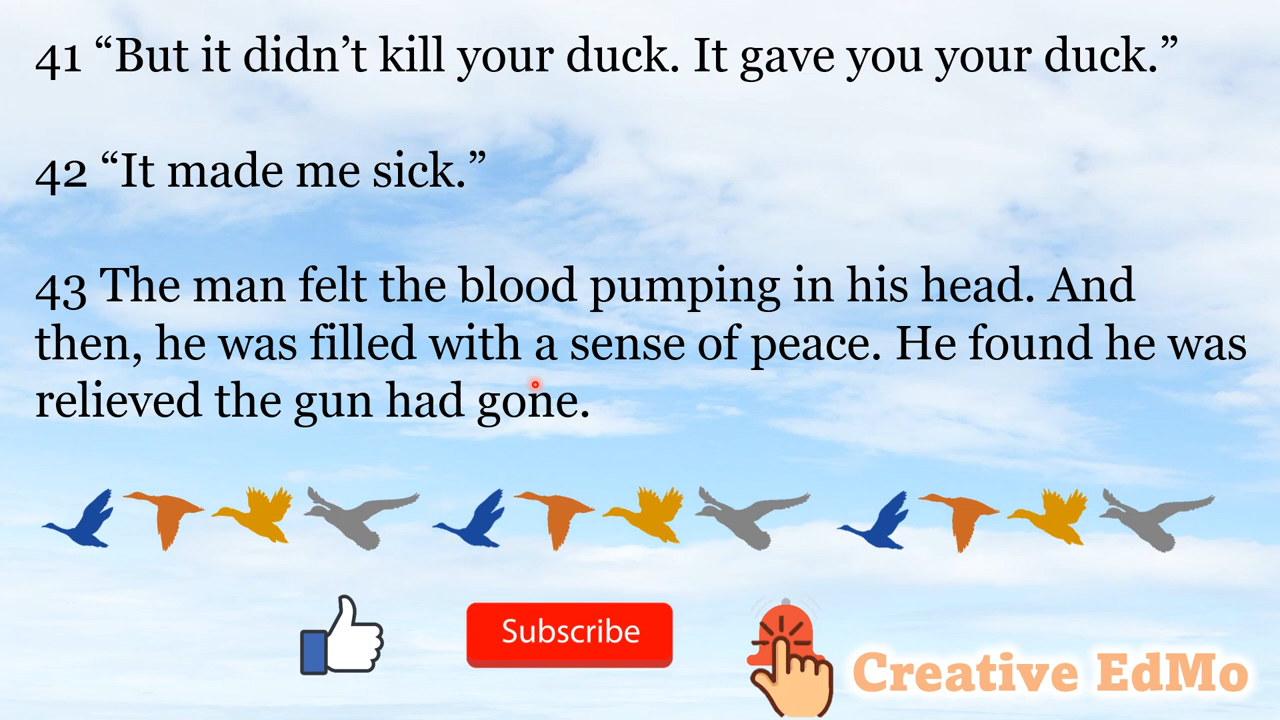 41 “But it didn’t kill your duck. It gave you your duck.”
42 “It made me sick.”
43 The man felt the blood pumping in his head. And
then, he was filled with a sense of peace. He found he was
relieved the gun had gone.
Subscribe
Creative EdMo